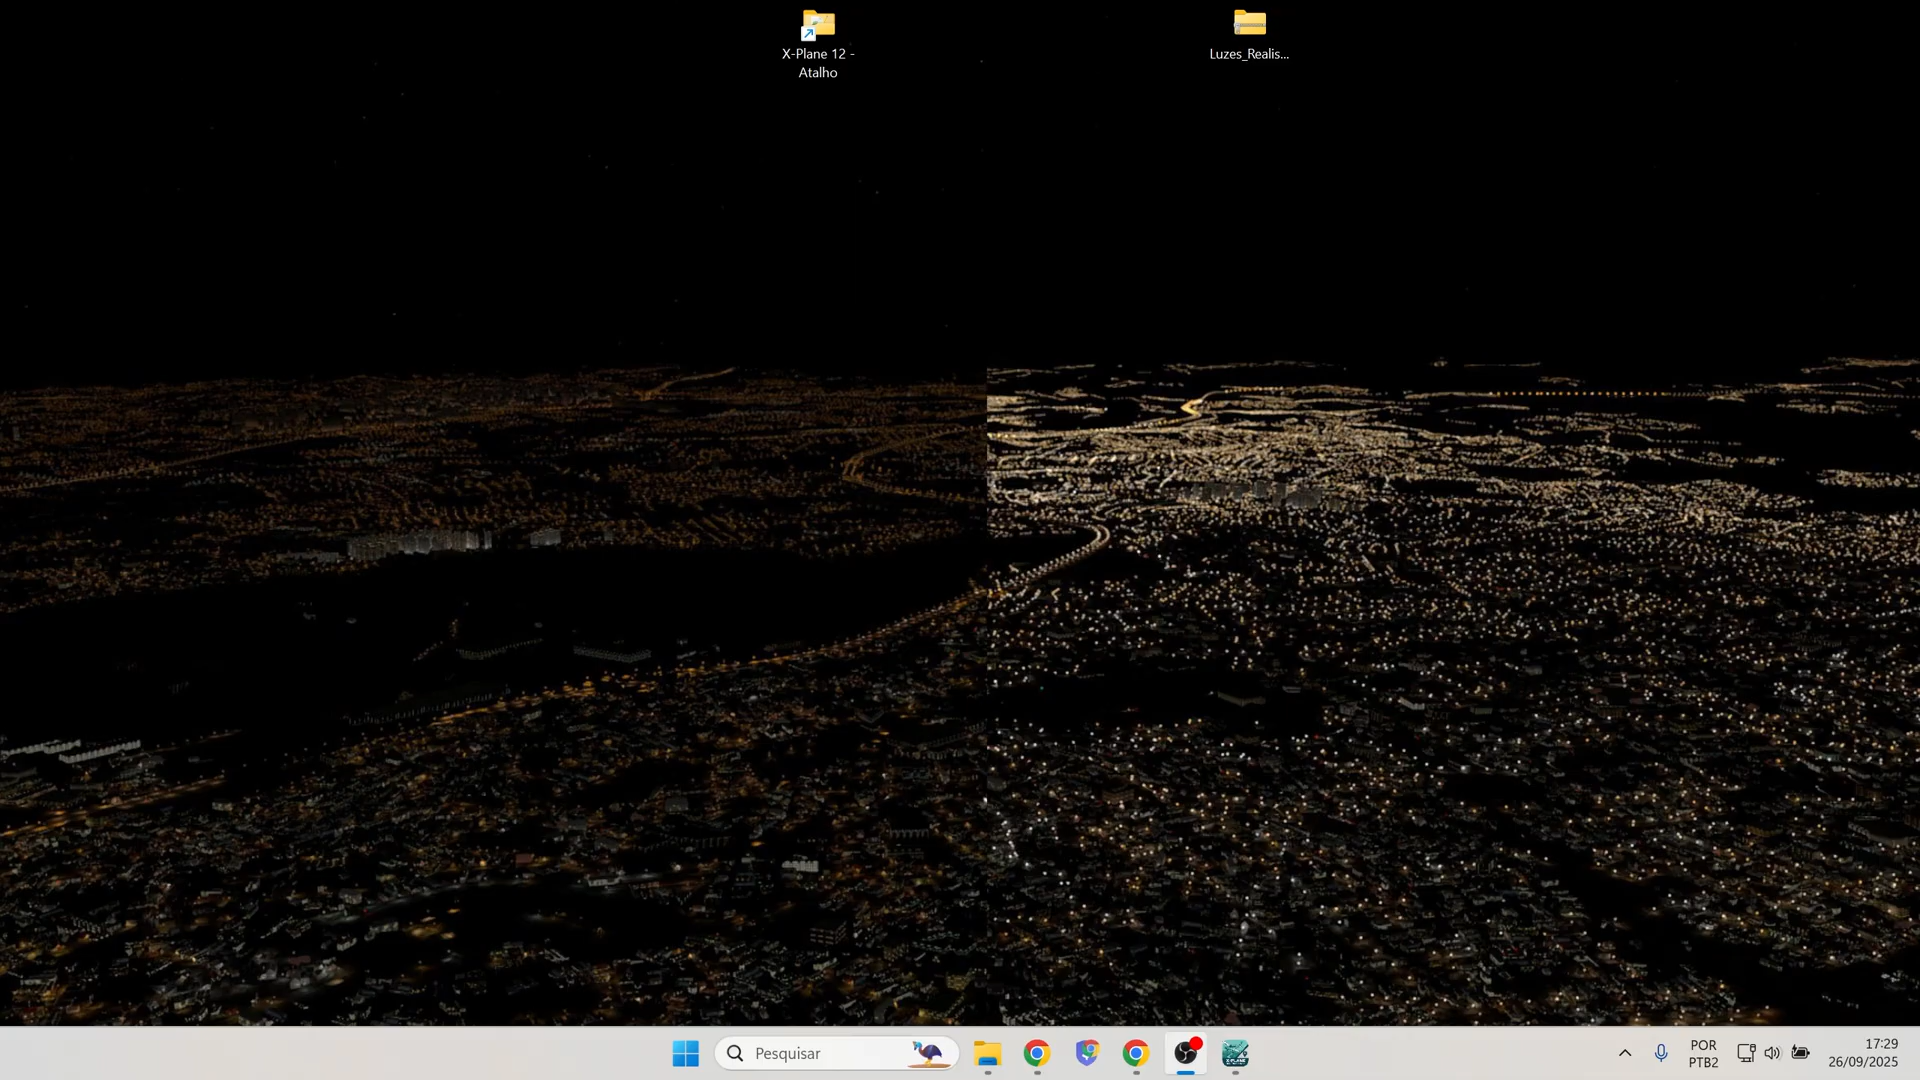 X-Plane 12 -
Atalho
Luzes_Realis...
Pesquisar
POR
PTB2
17:29
26/09/2025